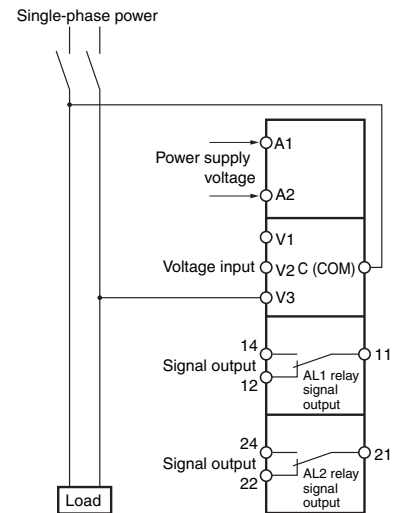 Single-phase power
A1
Power supply
voltage
A2
V1
Voltage input
V2 C (COM)
V3
14
11
Signal output
12
AL1 relay
signal
output
24
21
Signal output
22
AL2 relay
signal
output
Load